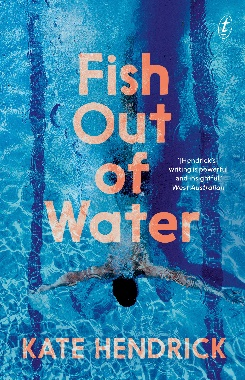 t
Fish
Out
of
Water
‘[Hendrick’s]
writing is powerful
and insightful.’
West Australian
KATE HENDRICK